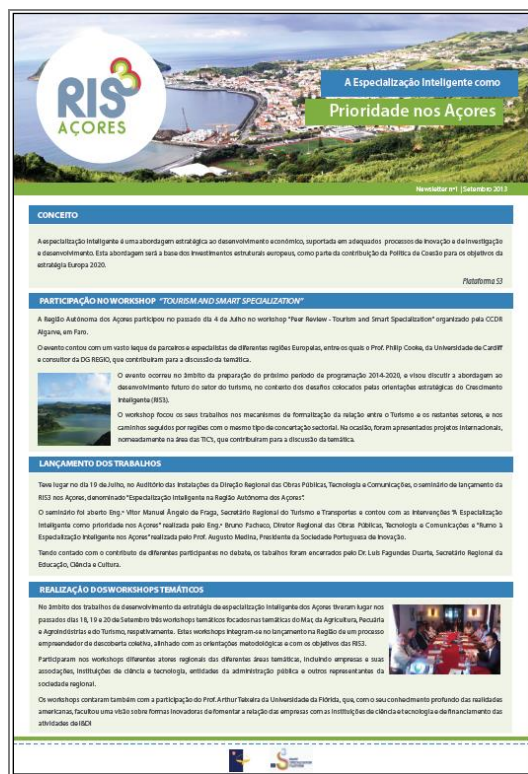 RIS3
AÇORES
A Especialização Inteligente como
Prioridade nos Açores
Newsletter nº1 | Setembro 2013
CONCEITO
A especialização inteligente é uma abordagem estratégica ao desenvolvimento económico, suportada em adequados processos de inovação e de investigação
e desenvolvimento. Esta abordagem será a base dos investimentos estruturais europeus, como parte da contribuição da Política de Coesão para os objetivos da
estratégia Europa 2020.
Plataforma S3
PARTICIPAÇÃO NO WORKSHOP "TOURISM AND SMART SPECIALIZATION"
A Região Autónoma dos Açores participou no passado dia 4 de Julho no workshop "Peer Review - Tourism and Smart Specialization" organizado pela CCDR
Algarve, em Faro.
O evento contou com um vasto leque de parceiros e especialistas de diferentes regiões Europeias, entre os quais o Prof. Philip Cooke, da Universidade de Cardiff
e consultor da DG REGIO, que contribuiram para a discussão da temática.
O evento ocorreu no âmbito da preparação do próximo período de programação 2014-2020, e visou discutir a abordagem ao
desenvolvimento futuro do setor do turismo, no contexto dos desafios colocados pelas orientações estratégicas do Crescimento
Inteligente (RIS3).
O workshop focou os seus trabalhos nos mecanismos de formalização da relação entre o Turismo e os restantes setores, e nos
caminhos seguidos por regiões com o mesmo tipo de concertação sectorial. Na ocasião, foram apresentados projetos internacionais,
nomeadamente na área das TIC's, que contribuiram para a discussão da temática.
LANÇAMENTO DOS TRABALHOS
Teve lugar no dia 19 de Julho, no Auditório das Instalações da Direção Regional das Obras Públicas, Tecnologia e Comunicações, o seminário de lançamento da
RIS3 nos Açores, denominado "Especialização Inteligente na Região Autónoma dos Açores".
O seminário foi aberto Eng.º Vítor Manuel Ângelo de Fraga, Secretário Regional do Turismo e Transportes e contou com as intervenções "A Especialização
Inteligente como prioridade nos Açores" realizada pelo Eng.º Bruno Pacheco, Diretor Regional das Obras Públicas, Tecnologia e Comunicações e "Rumo à
Especialização Inteligente nos Açores" realizada pelo Prof. Augusto Medina, Presidente da Sociedade Portuguesa de Inovação.
Tendo contado com o contributo de diferentes participantes no debate, os tabalhos foram encerrados pelo Dr. Luís Fagundes Duarte, Secretário Regional da
Educação, Ciência e Cultura.
REALIZAÇÃO DOS WORKSHOPS TEMÁTICOS
No âmbito dos trabalhos de desenvolvimento da estratégia de especialização inteligente dos Açores tiveram lugar nos
passados dias 18, 19 e 20 de Setembro três workshops temáticos focados nas temáticas do Mar, da Agricultura, Pecuária
e Agroindústrias e do Turismo, respetivamente. Estes workshops integram-se no lançamento na Região de um processo
empreendedor de descoberta coletiva, alinhado com as orientações metodológicas e com os objetivos das RIS3.
Participaram nos workshops diferentes atores regionais das diferentes áreas temáticas, incluindo empresas e suas
associações, instituições de ciência e tecnologia, entidades da administração pública e outros representantes da
sociedade regional.
Os workshops contaram também com a participação do Prof. Arthur Teixeira da Universidade da Flórida, que, com o seu conhecimento profundo das realidades
americanas, facultou uma visão sobre formas inovadoras de fomentar a relação das empresas com as instituições de ciência e tecnologia e de financiamento das
atividades de I&DI